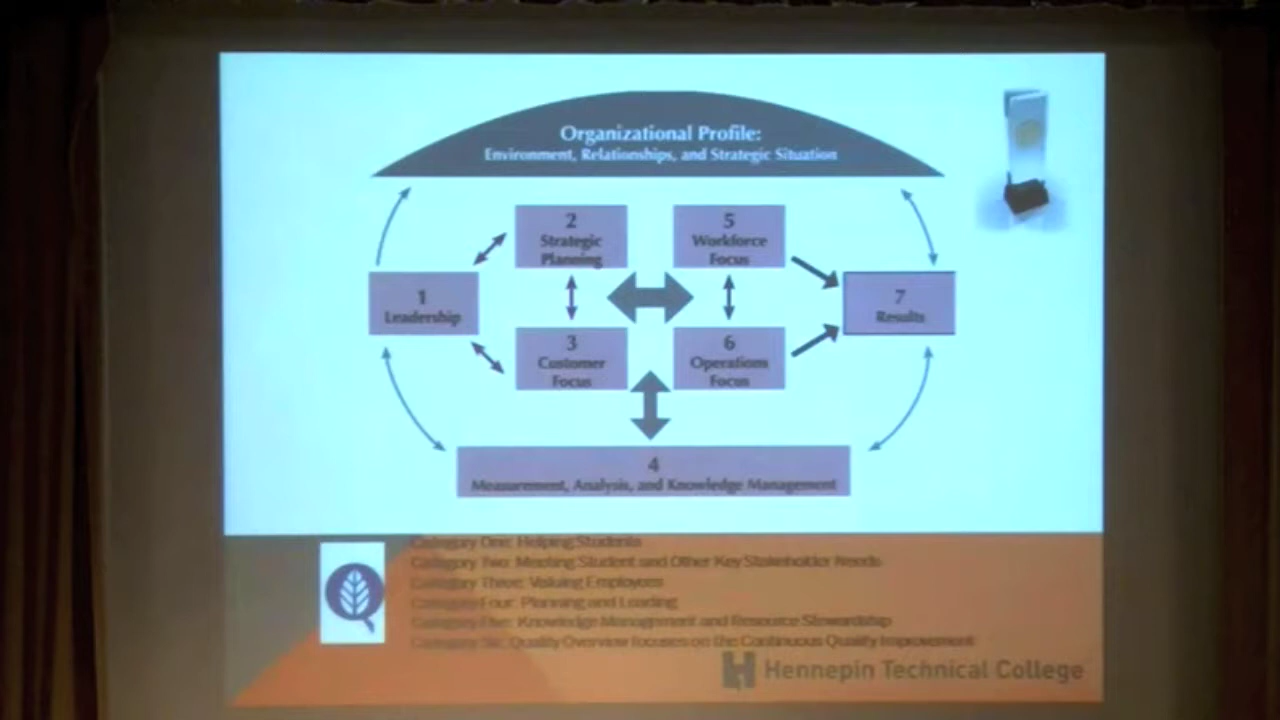 Organizational Profile:
Environment, Relationships, and Strategic Situation
2
Strategic
Planning
5
Workforce
Focus
1
Leadership
7
Results
3
Customer
Focus
6
Operations
Focus
4
Measurement, Analysis, and Knowledge Management
Category One: Helping Students
Category Two: Meeting Student and Other Key Stakeholder Needs
Category Three: Valuing Employees
Category Four: Planning and Leading
Category Five: Knowledge Management and Resource Stewardship
Category Six: Quality Overview focuses on the Continuous Quality Improvement
Hennepin Technical College